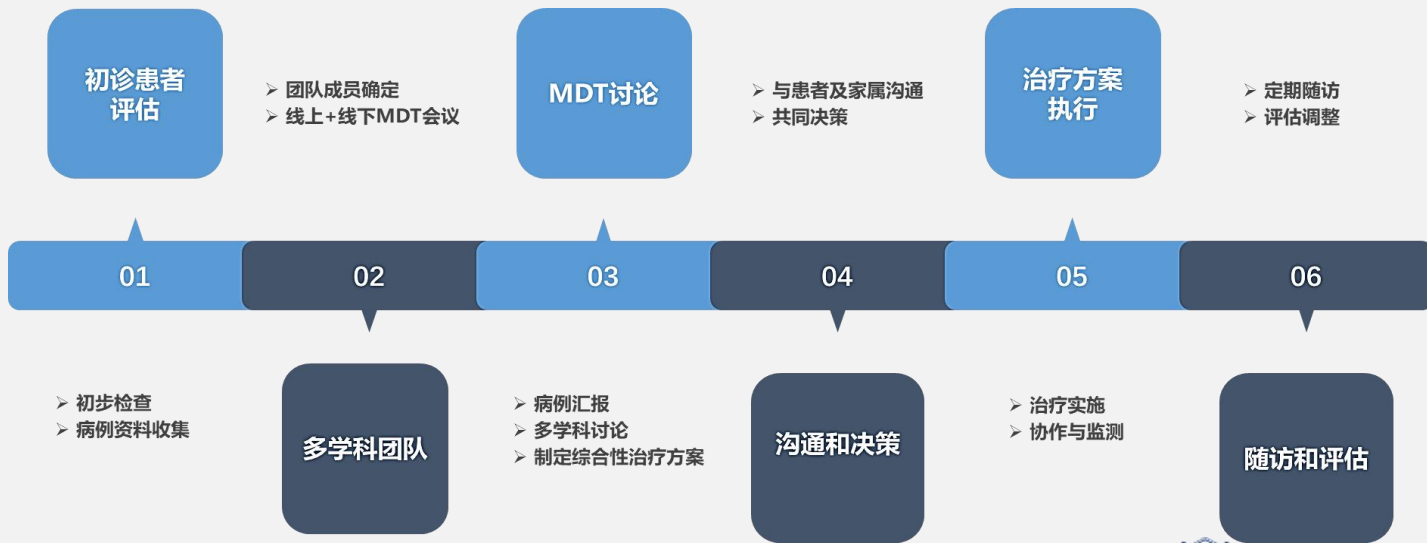 初诊患者
评估
➢ 团队成员确定
➢ 线上+线下MDT会议
MDT讨论
➢ 与患者及家属沟通
➢ 共同决策
治疗方案
执行
➢ 定期随访
➢ 评估调整
01
02
03
04
05
06
➢ 初步检查
➢ 病例资料收集
多学科团队
➢ 病例汇报
➢ 多学科讨论
➢ 制定综合性治疗方案
沟通和决策
➢ 治疗实施
➢ 协作与监测
随访和评估